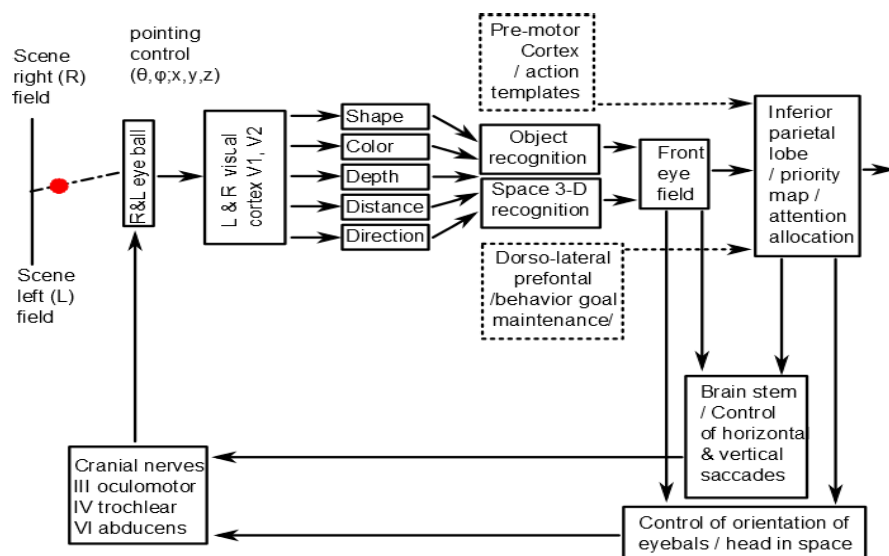 Scene
right (R)
field
pointing
control
(θ,φ;x,y,z)
R&L eye ball
L & R visual
cortex V1, V2
Shape
Color
Depth
Distance
Direction
Object
recognition
Space 3-D
recognition
Pre-motor
Cortex
/ action
templates
Front
eye
field
Inferior
parietal
lobe
/ priority
map /
attention
allocation
Dorso-lateral
prefontal
/behavior goal
maintenance/
Scene
left (L)
field
Brain stem
/ Control
of horizontal
& vertical
saccades
Cranial nerves
III oculomotor
IV trochlear
VI abducens
Control of orientation of
eyebals / head in space